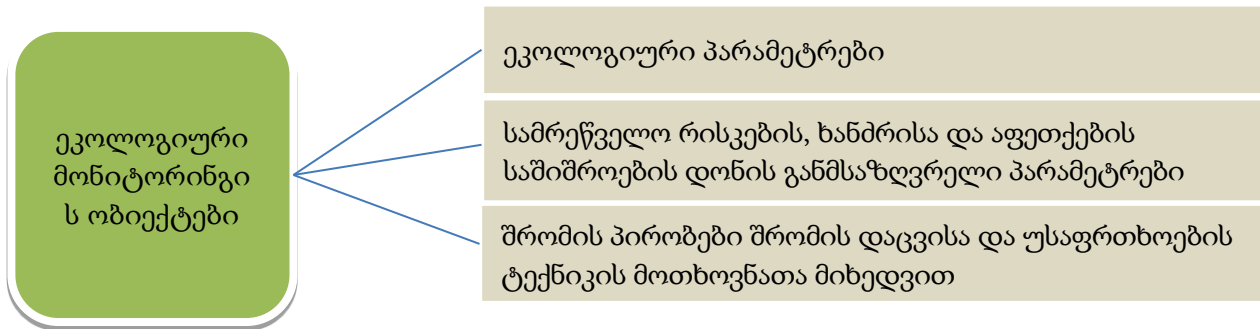 ეკოლოგიური
მონიტორინგი
ს ობიექტები
ეკოლოგიური პარამეტრები
სამრეწველო რისკების, ხანძრისა და აფეთქების
საშიშროების დონის განმსაზღვრელი პარამეტრები
შრომის პირობები შრომის დაცვისა და უსაფრთხოების
ტექნიკის მოთხოვნათა მიხედვით